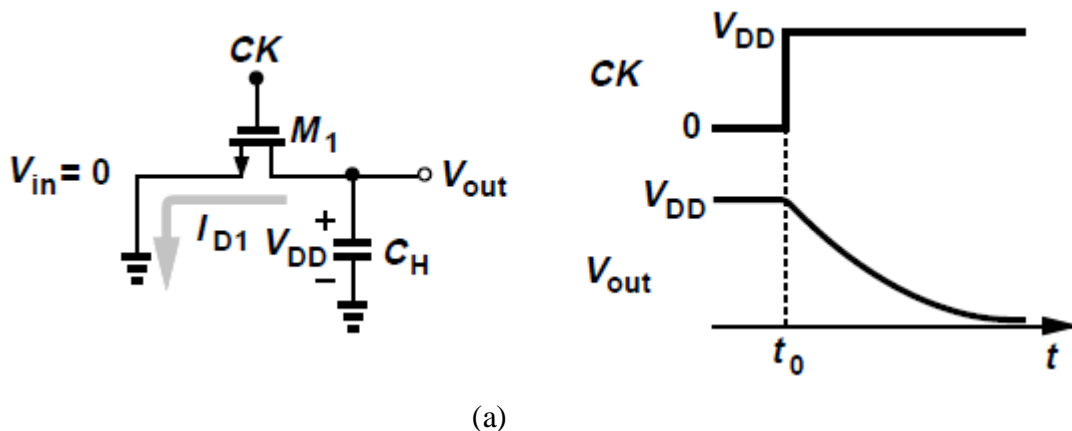 CK
M1
Vin = 0
Vout
ID1
VDD
+
−
CH
VDD
CK
0
VDD
Vout
t0
t
(a)